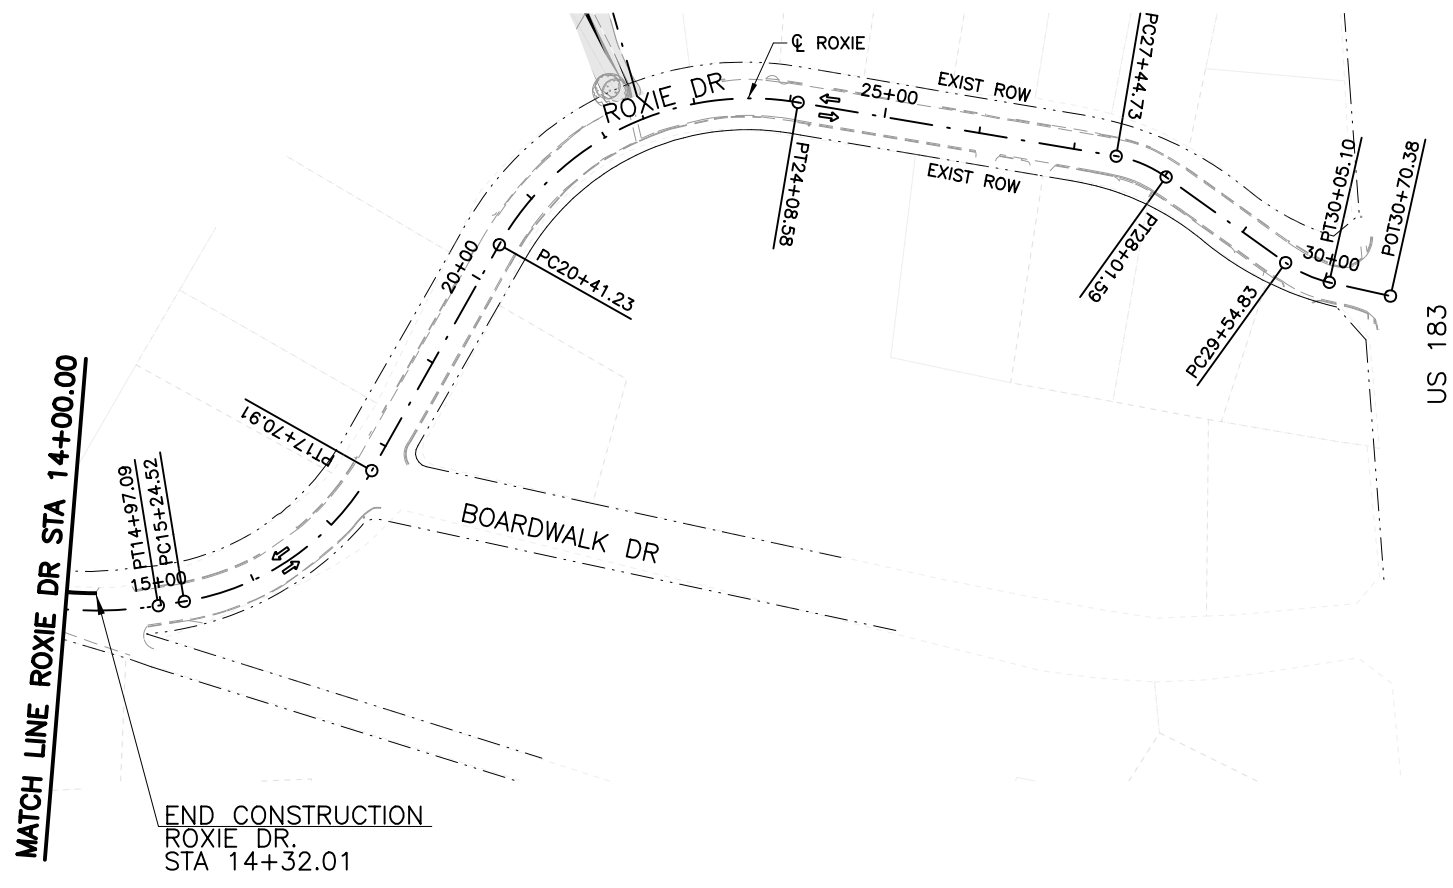 ℄ ROXIE
PC27+44.73
ROXIE DR
EXIST ROW
25+00
EXIST ROW
PT24+08.58
PT30+05.10
POT30+70.38
PT28+01.59
30+00
20+00
PC20+41.23
PC29+54.83
US 183
MATCH LINE ROXIE DR STA 14+00.00
PT17+70.91
PT14+97.09
PC15+24.52
15+00
BOARDWALK DR
END CONSTRUCTION
ROXIE DR.
STA 14+32.01